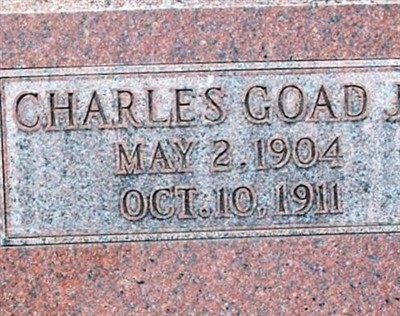 CHARLES GOAD J
MAY 2, 1904
OCT. 10, 1911